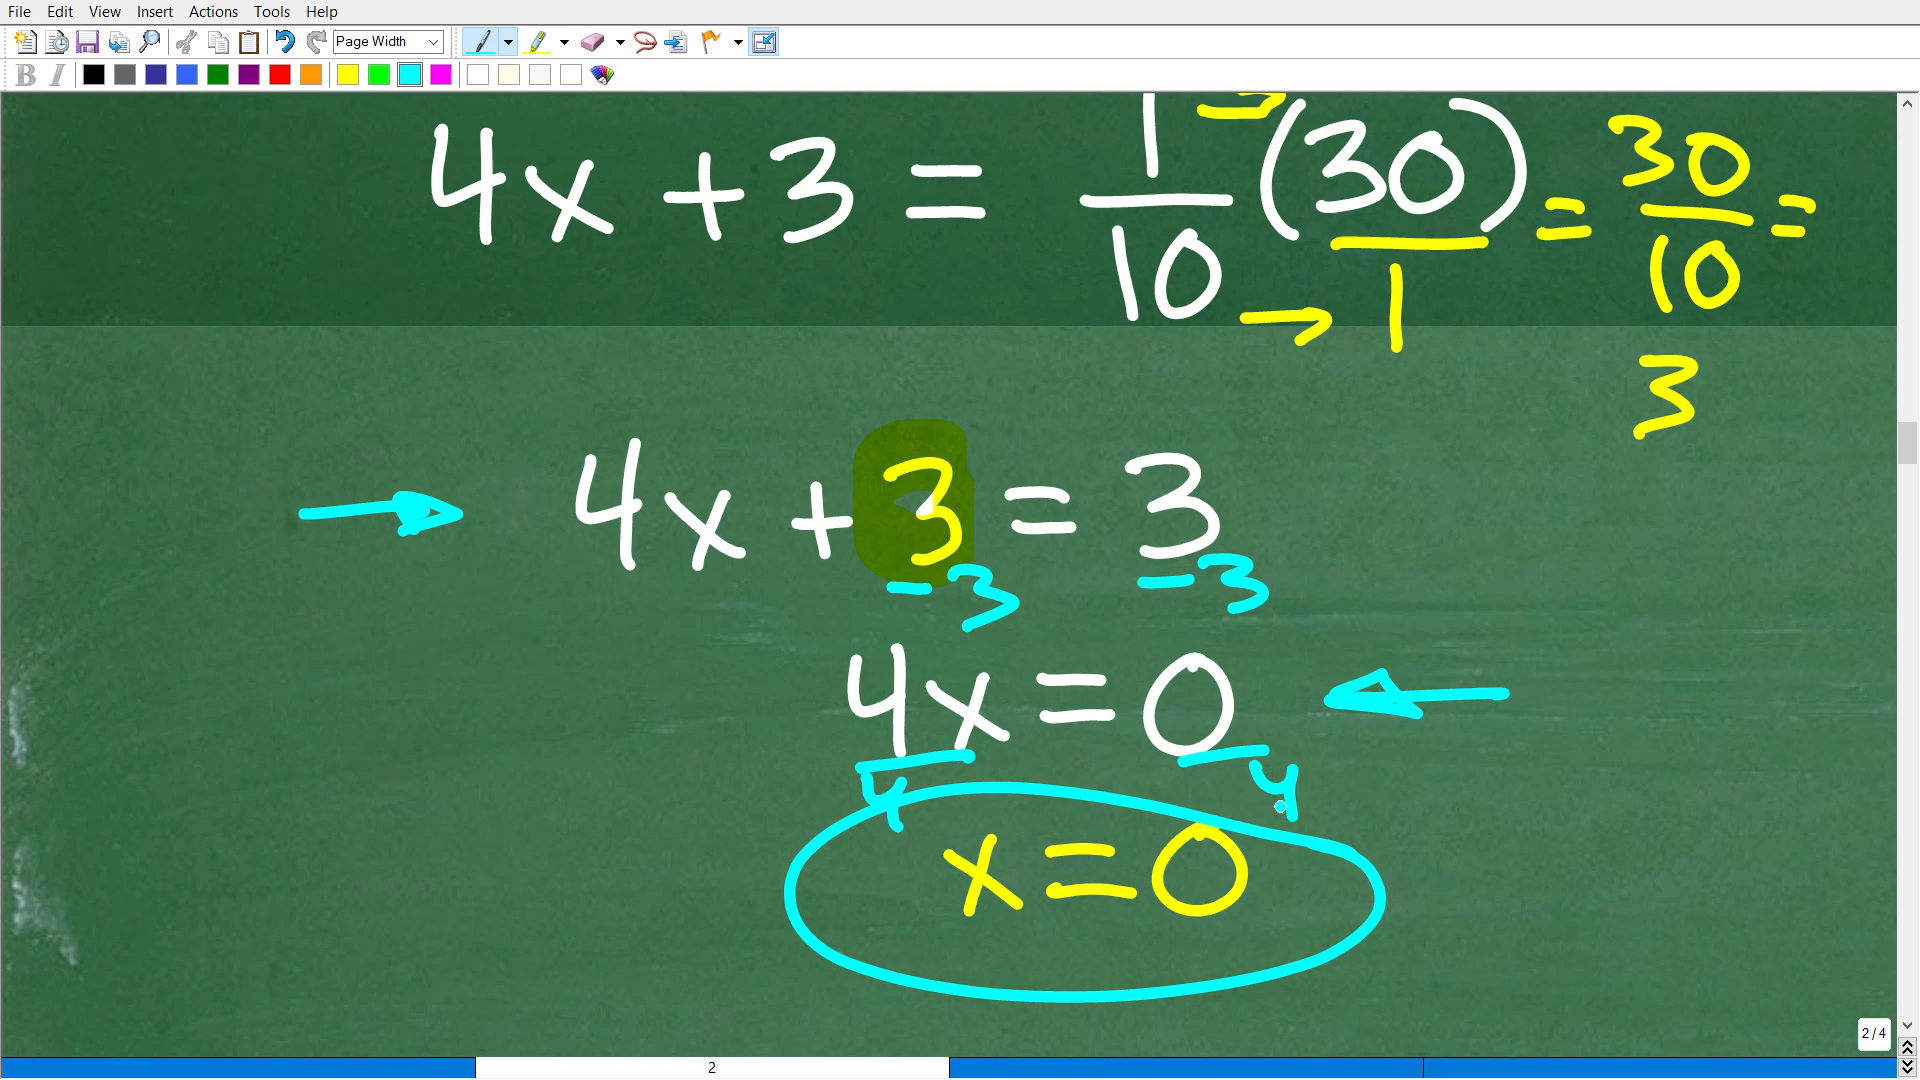 File Edit View Insert Actions Tools Help
Page Width
B I
4x + 3 = 1/10 (30)/1 = 30/10 =
3
4x + 3 = 3
- 3 - 3
4x = 0
4 4
x = 0
2 / 4
2